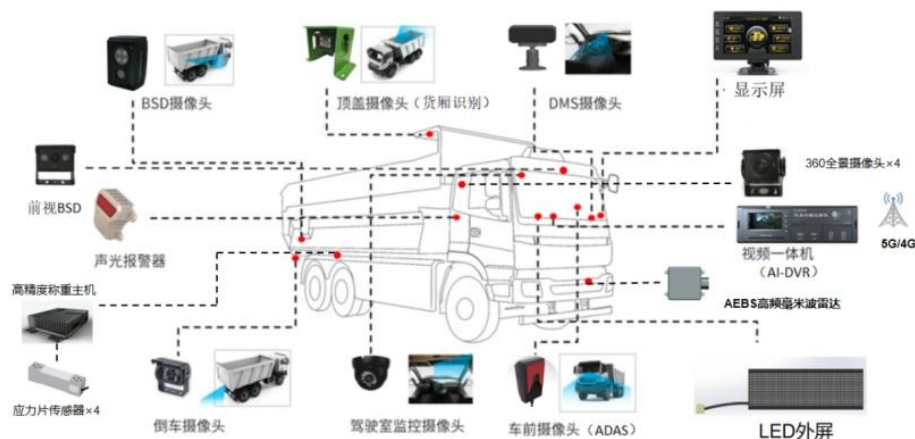 BSD摄像头
顶盖摄像头（货厢识别）
DMS摄像头
· 显示屏
360全景摄像头×4
前视BSD
声光报警器
视频一体机
(AI-DVR)
5G/4G
高精度称重主机
AEBS高频毫米波雷达
应力片传感器×4
倒车摄像头
驾驶室监控摄像头
车前摄像头（ADAS）
LED外屏